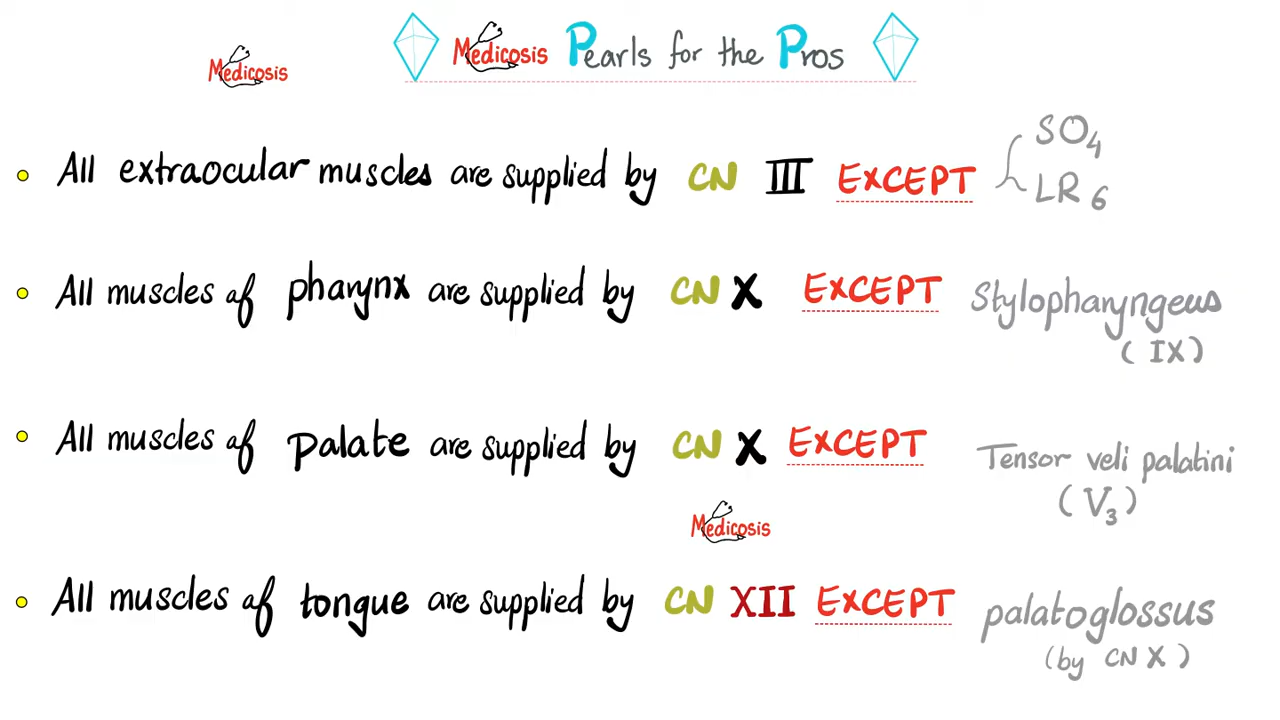 Medicosis Pearls for the Pros
Medicosis
All extraocular muscles are supplied by CN III EXCEPT SO4
LR6
All muscles of pharynx are supplied by CN X EXCEPT Stylopharyngeus
(IX)
All muscles of palate are supplied by CN X EXCEPT Tensor veli palatini
(V3)
Medicosis
All muscles of tongue are supplied by CN XII EXCEPT palatoglossus
(by CN X)